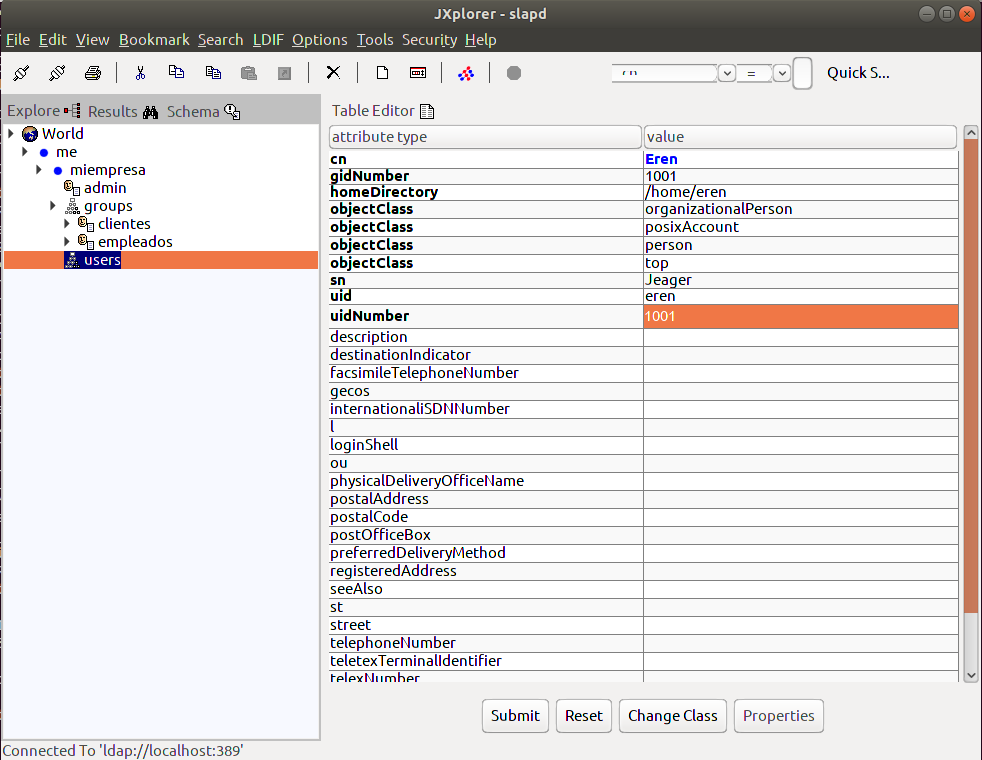 JXplorer - slapd
File Edit View Bookmark Search LDIF Options Tools Security Help
= Quick S...
Explore Results Schema
World
me
miempresa
admin
groups
clientes
empleados
users
Table Editor
attribute type value
cn Eren
gidNumber 1001
homeDirectory /home/eren
objectClass organizationalPerson
objectClass posixAccount
objectClass person
objectClass top
sn Jeager
uid eren
uidNumber 1001
description
destinationIndicator
facsimileTelephoneNumber
gecos
internationaliSDNNumber
l
loginShell
ou
physicalDeliveryOfficeName
postalAddress
postalCode
postOfficeBox
preferredDeliveryMethod
registeredAddress
seeAlso
st
street
telephoneNumber
teletexTerminalIdentifier
telexNumber
Submit Reset Change Class Properties
Connected To 'ldap://localhost:389'